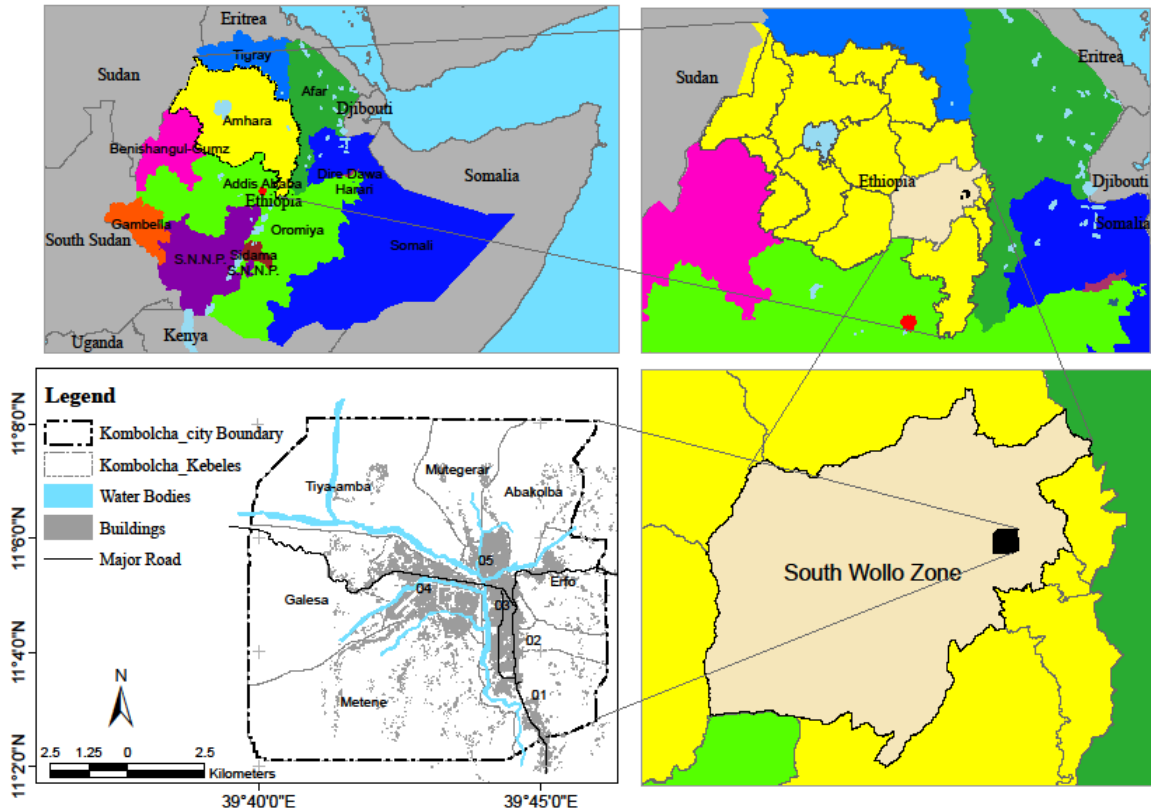 Eritrea
Tigray
Sudan
Afar
Djibouti
Amhara
Benishangul-Gumz
Addis Ababa
Dire Dawa
Harari
Somalia
Ethiopia
Gambella
Oromiya
South Sudan
S.N.N.P.
Sidama
S.N.N.P.
Somali
Kenya
Uganda
Sudan
Eritrea
Ethiopia
Djibouti
Somalia
Legend
Kombolcha_city Boundary
Kombolcha_Kebeles
Water Bodies
Buildings
Major Road
Tiya-amba
Mutegerar
Abakolba
05
Erfo
Galesa
04
03
02
Metene
01
N
2.5 1.25 0 2.5
Kilometers
11°8'0"N
11°6'0"N
11°4'0"N
11°20'0"N
39°40'0"E
39°45'0"E
South Wollo Zone